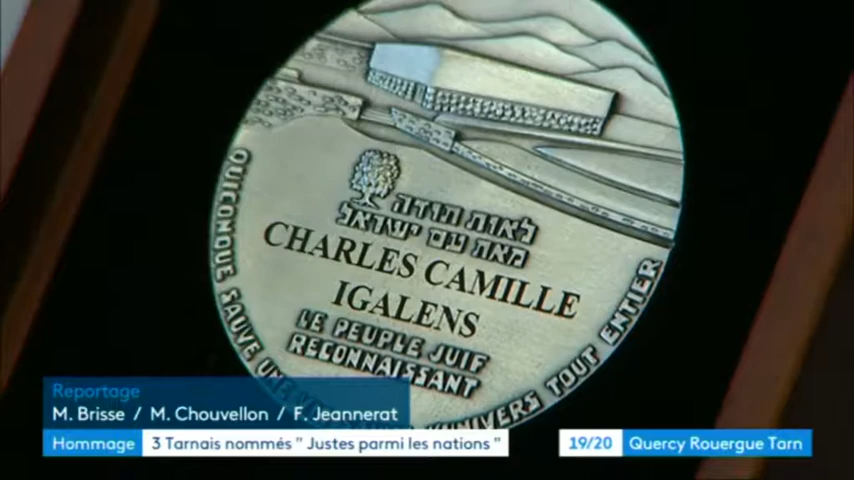 לאות תודה
מאת עם ישראל
CHARLES CAMILLE
IGALENS
LE PEUPLE JUIF
RECONNAISSANT
QUICONQUE SAUVE UNE UNIVERS TOUT ENTIER
Reportage
M. Brisse / M. Chouvellon / F. Jeannerat
Hommage 3 Tarnais nommés " Justes parmi les nations " 19/20 Quercy Rouergue Tarn